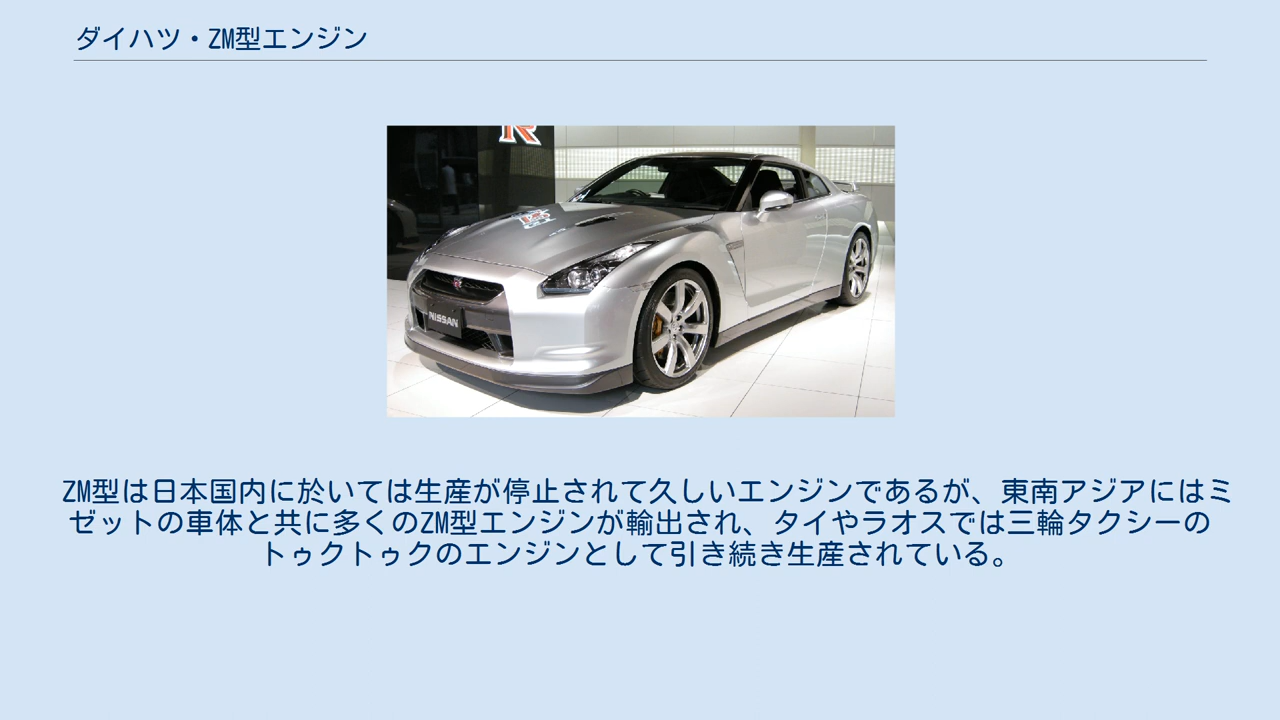 ダイハツ・ZM型エンジン
R
NISSAN
ZM型は日本国内に於いては生産が停止されて久しいエンジンであるが、東南アジアにはミ
ゼットの車体と共に多くのZM型エンジンが輸出され、タイやラオスでは三輪タクシーの
トゥクトゥクのエンジンとして引き続き生産されている。